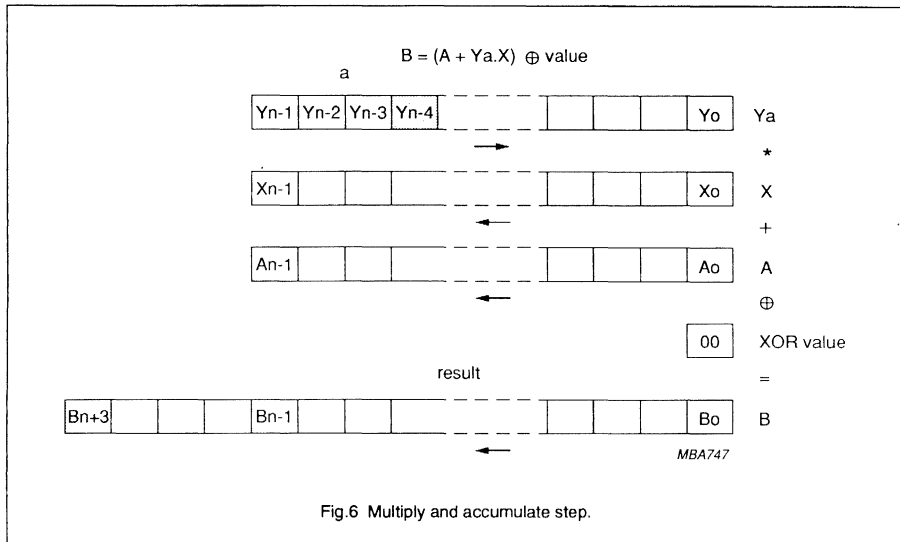 B = (A + Ya.X) ⊕ value
a
Yn-1 Yn-2 Yn-3 Yn-4 Yo Ya
*
Xn-1 Xo X
+
An-1 Ao A
⊕
00 XOR value
result
=
Bn+3 Bn-1 Bo B
MBA747
Fig.6 Multiply and accumulate step.